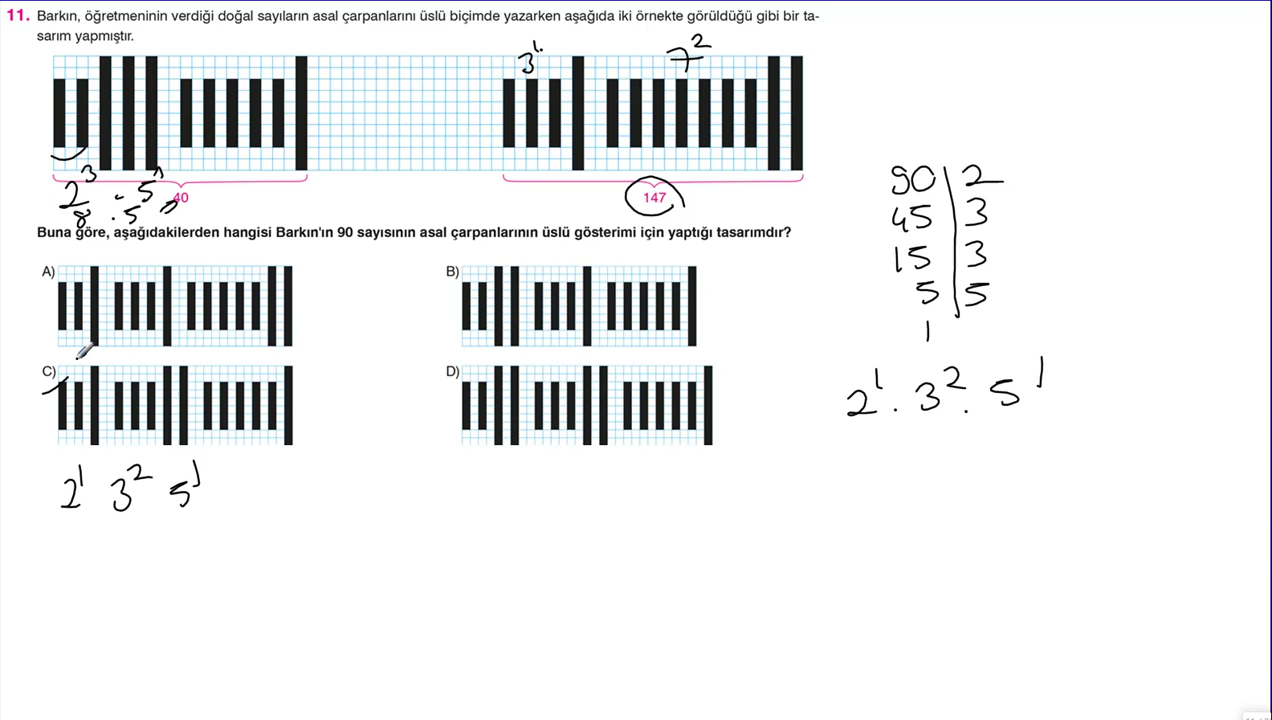 11. Barkın, öğretmeninin verdiği doğal sayıların asal çarpanlarını üslü biçimde yazarken aşağıda iki örnekte görüldüğü gibi bir ta-
sarım yapmıştır.
3¹ 7²
2³ · 5¹
8 . 5
40 147
Buna göre, aşağıdakilerden hangisi Barkın'ın 90 sayısının asal çarpanlarının üslü gösterimi için yaptığı tasarımdır?
A) B)
C) D)
2¹ 3² 5¹
90 | 2
45 | 3
15 | 3
5 | 5
1
2¹ . 3² . 5¹